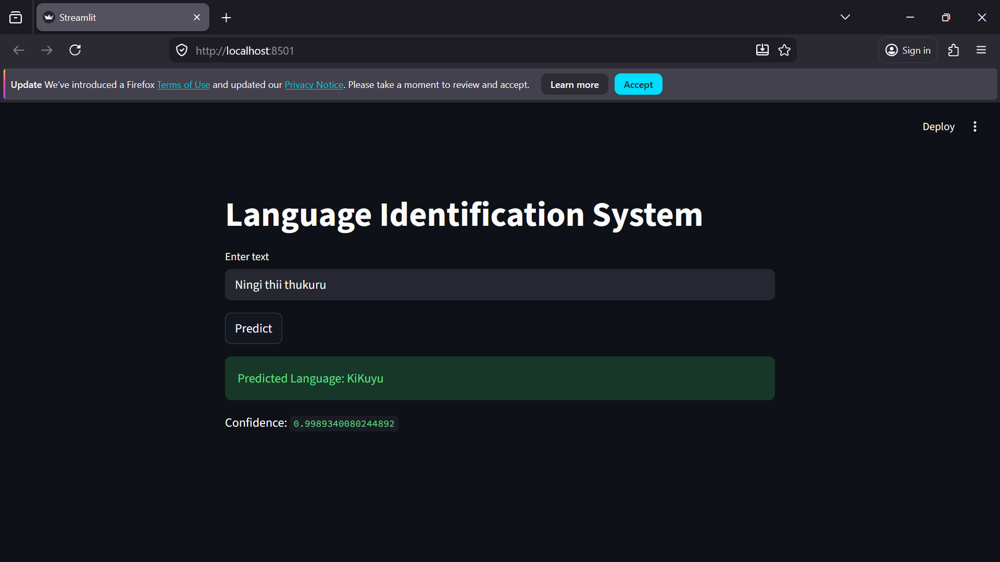 Streamlit
http://localhost:8501
Sign in
Update We've introduced a Firefox Terms of Use and updated our Privacy Notice. Please take a moment to review and accept.
Learn more
Accept
Deploy
Language Identification System
Enter text
Ningi thii thukuru
Predict
Predicted Language: KiKuyu
Confidence: 0.9989340080244892